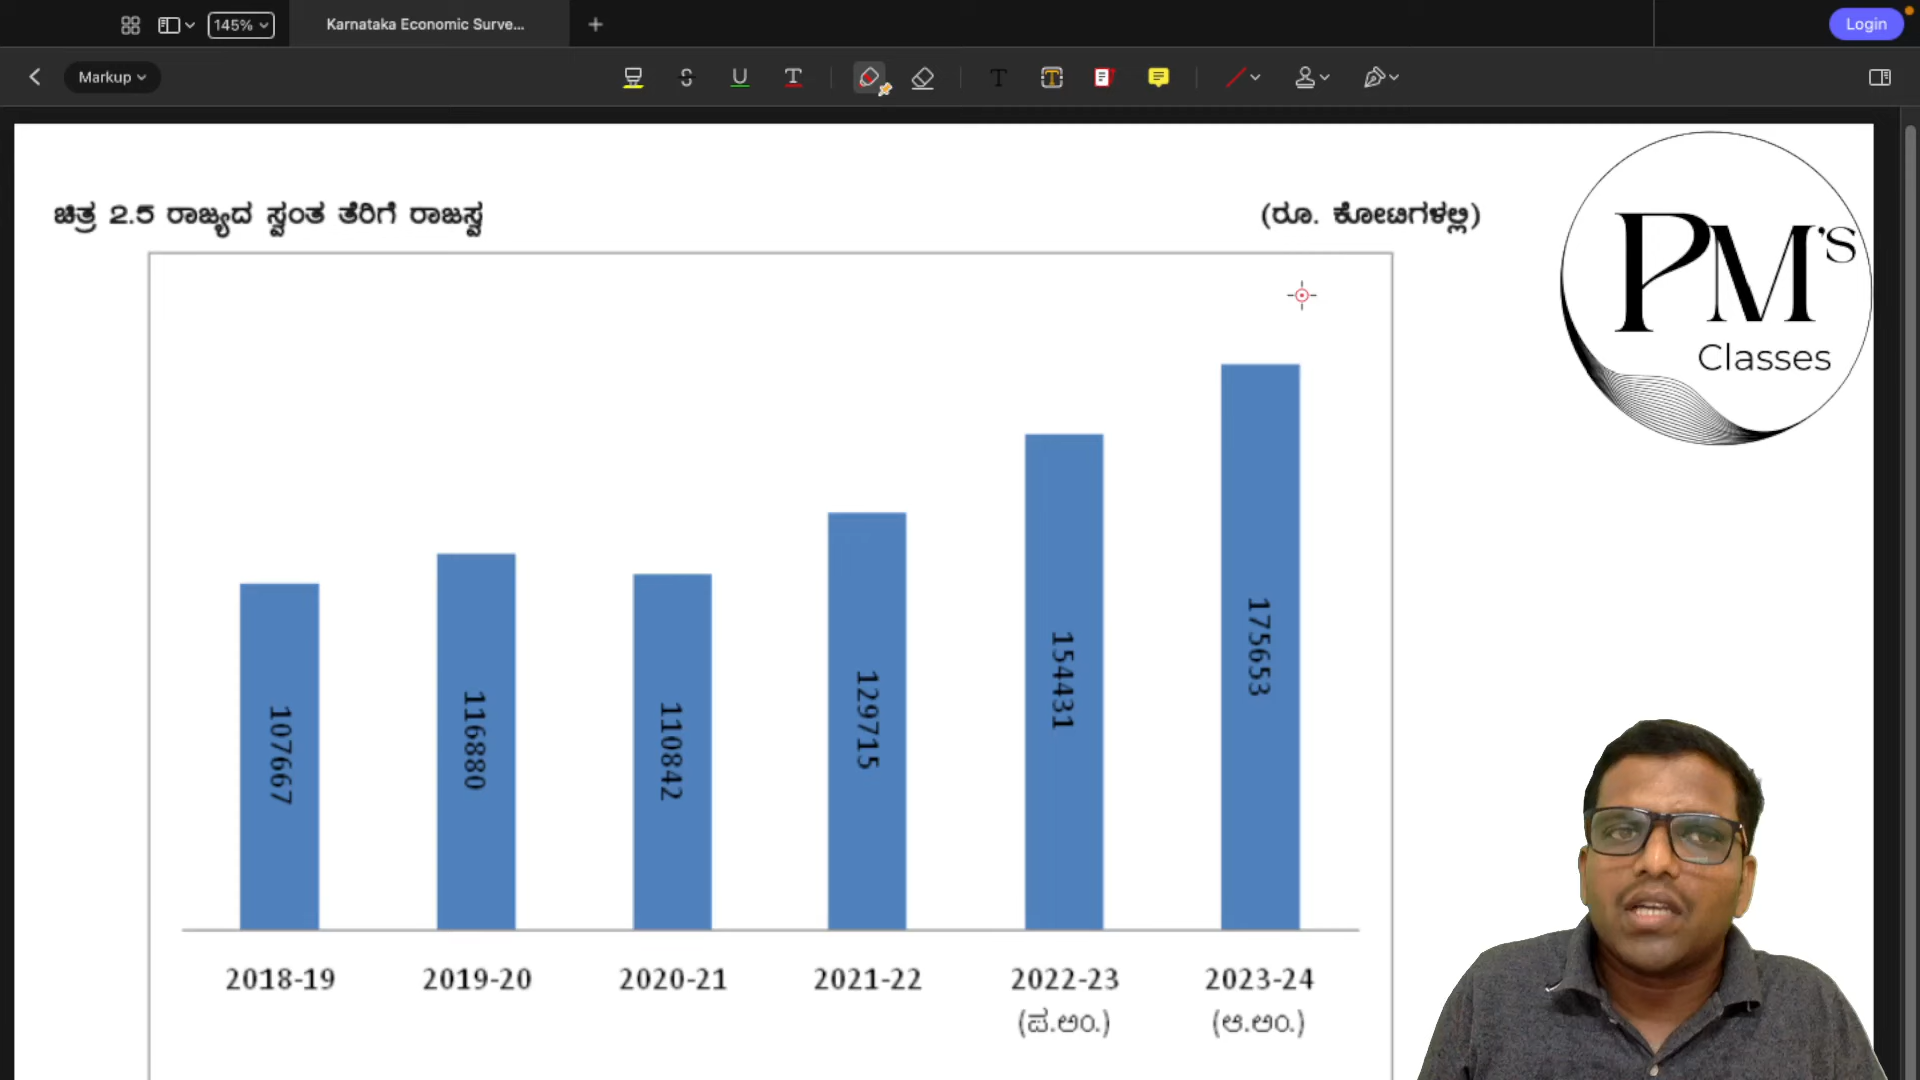 145%
Karnataka Economic Surve...
Login
Markup
ಚಿತ್ರ 2.5 ರಾಜ್ಯದ ಸ್ವಂತ ತೆರಿಗೆ ರಾಜಸ್ವ
(ರೂ. ಕೋಟಿಗಳಲ್ಲಿ)
PM's
Classes
107667
116880
110842
129715
154431
175653
2018-19
2019-20
2020-21
2021-22
2022-23
2023-24
(ಪ.ಅಂ.)
(ಆ.ಅಂ.)